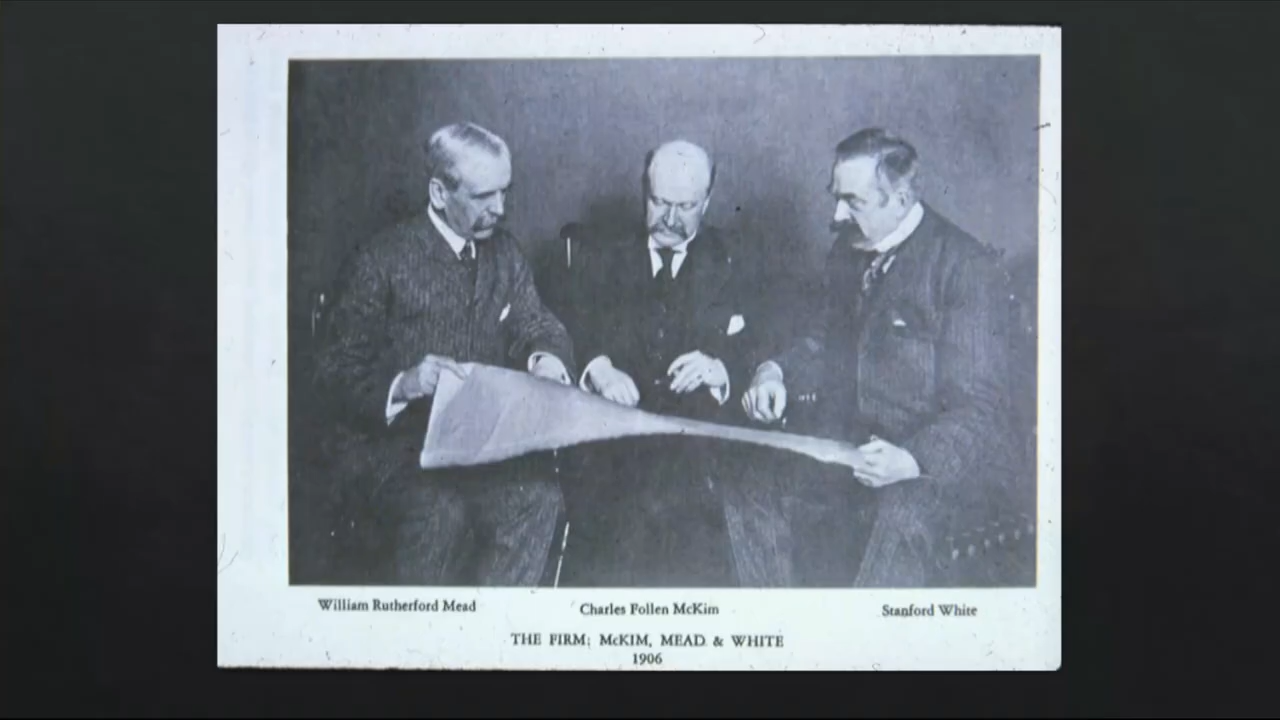 William Rutherford Mead
Charles Follen McKim
Stanford White
THE FIRM; McKIM, MEAD & WHITE
1906